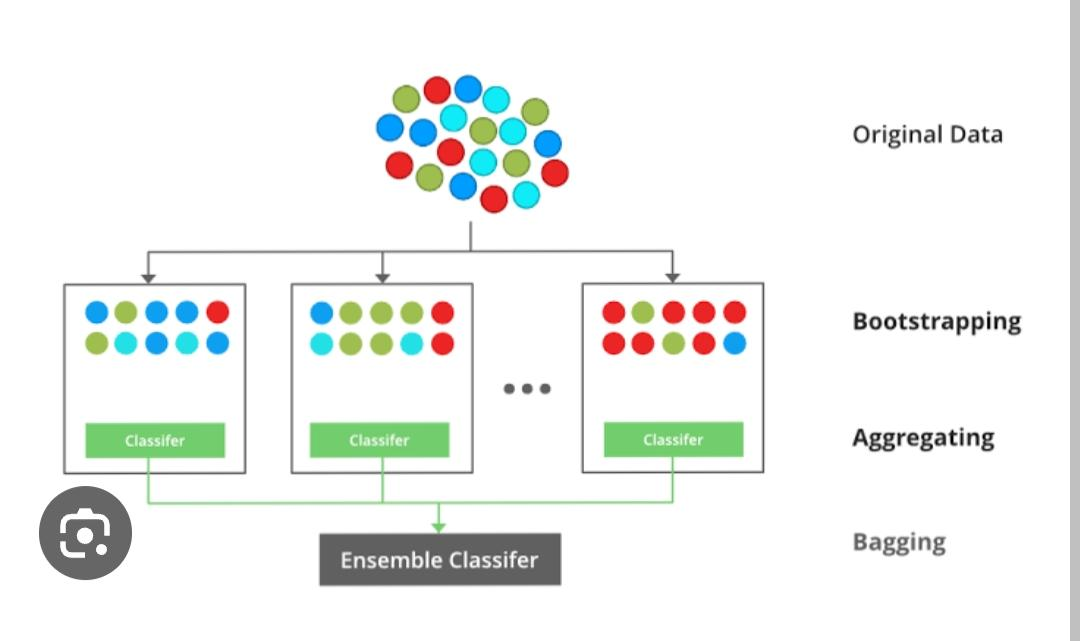 Original Data
Bootstrapping
Classifer
Classifer
Classifer
Aggregating
Ensemble Classifer
Bagging